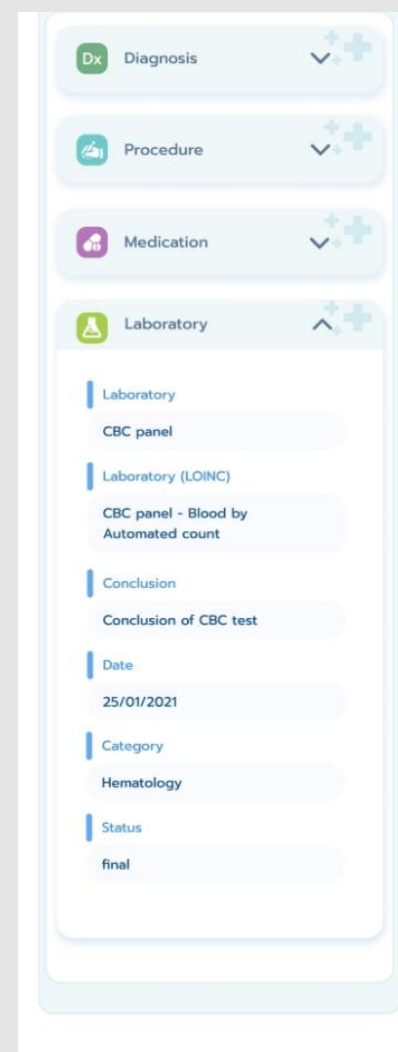 Dx Diagnosis
Procedure
Medication
Laboratory
Laboratory
CBC panel
Laboratory (LOINC)
CBC panel - Blood by
Automated count
Conclusion
Conclusion of CBC test
Date
25/01/2021
Category
Hematology
Status
final